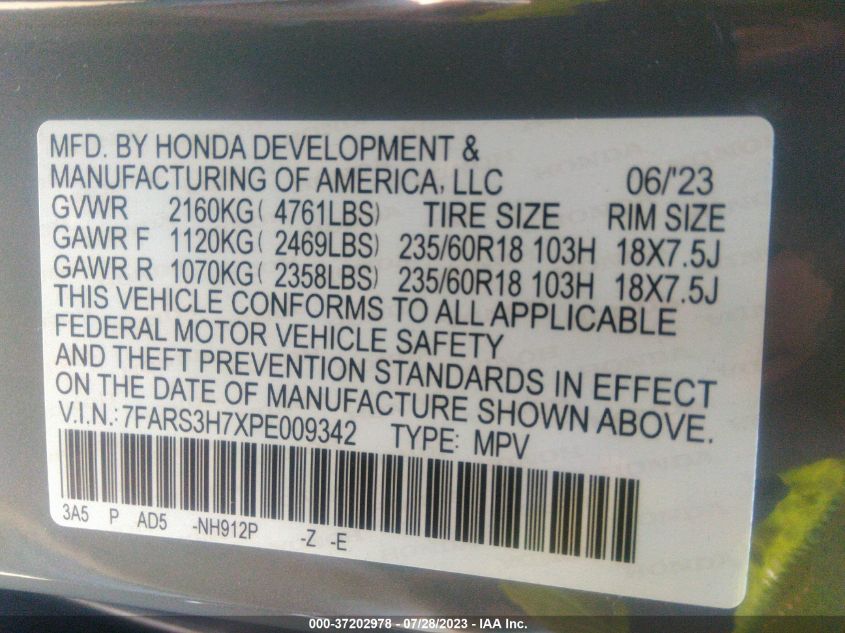 MFD. BY HONDA DEVELOPMENT &
MANUFACTURING OF AMERICA, LLC 06/'23
GVWR 2160KG( 4761LBS) TIRE SIZE RIM SIZE
GAWR F 1120KG( 2469LBS) 235/60R18 103H 18X7.5J
GAWR R 1070KG( 2358LBS) 235/60R18 103H 18X7.5J
THIS VEHICLE CONFORMS TO ALL APPLICABLE
FEDERAL MOTOR VEHICLE SAFETY
AND THEFT PREVENTION STANDARDS IN EFFECT
ON THE DATE OF MANUFACTURE SHOWN ABOVE.
V.I.N.: 7FARS3H7XPE009342 TYPE: MPV
3A5 P AD5 -NH912P -Z -E
000-37202978 - 07/28/2023 - © IAA Inc.